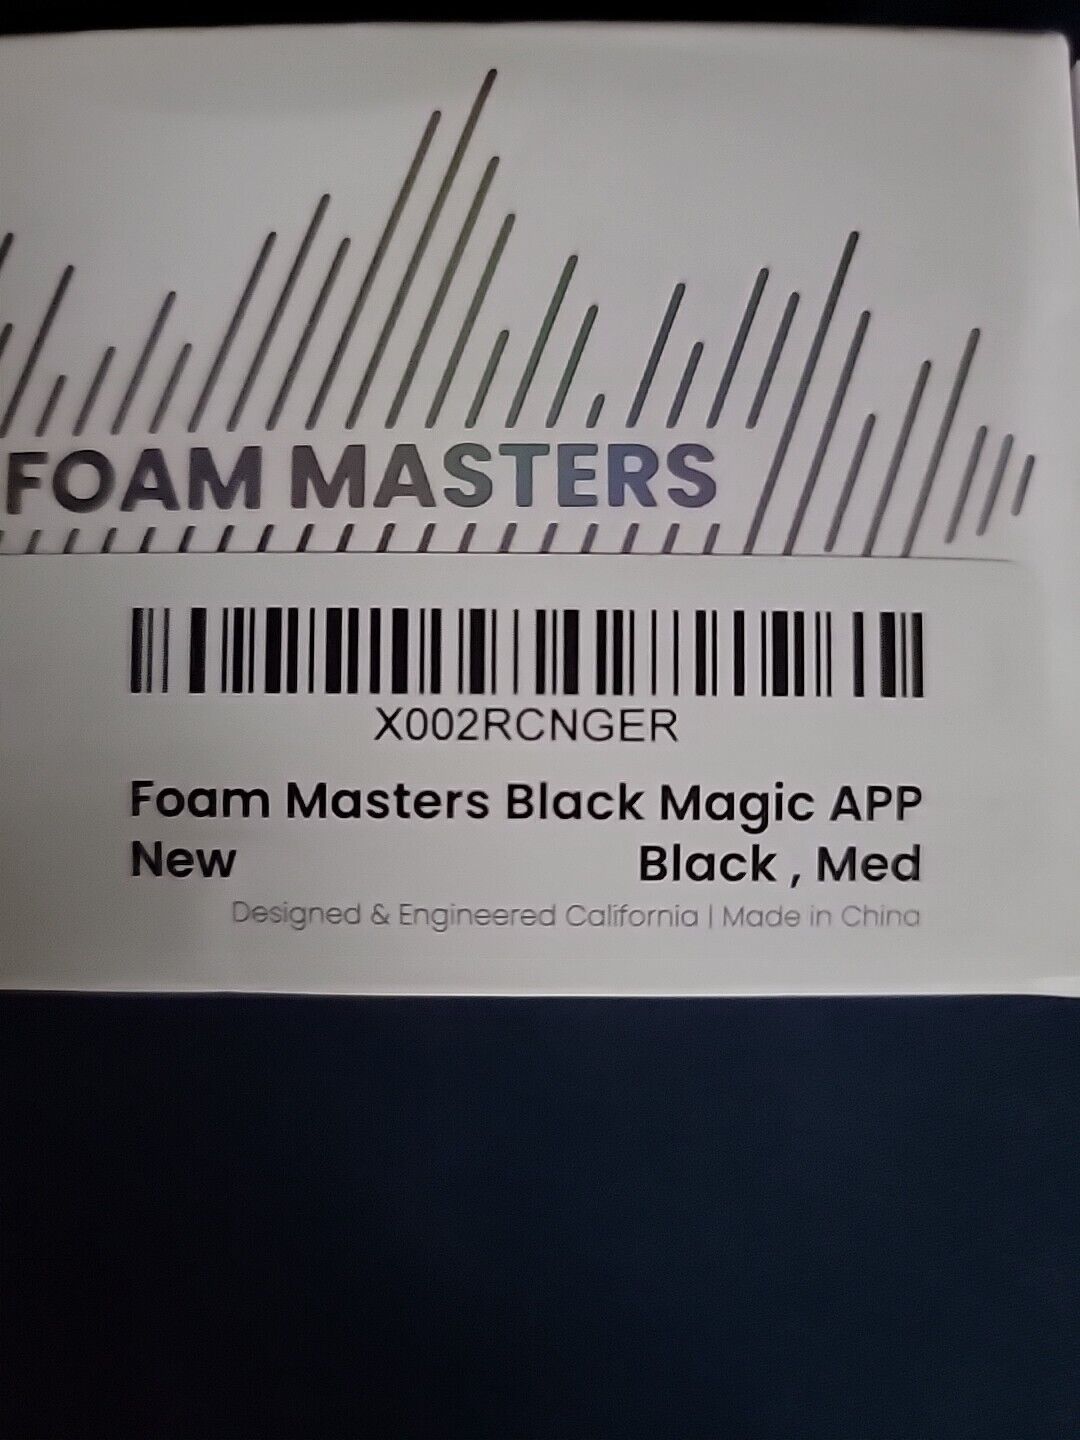 FOAM MASTERS
X002RCNGER
Foam Masters Black Magic APP
New Black , Med
Designed & Engineered California | Made in China